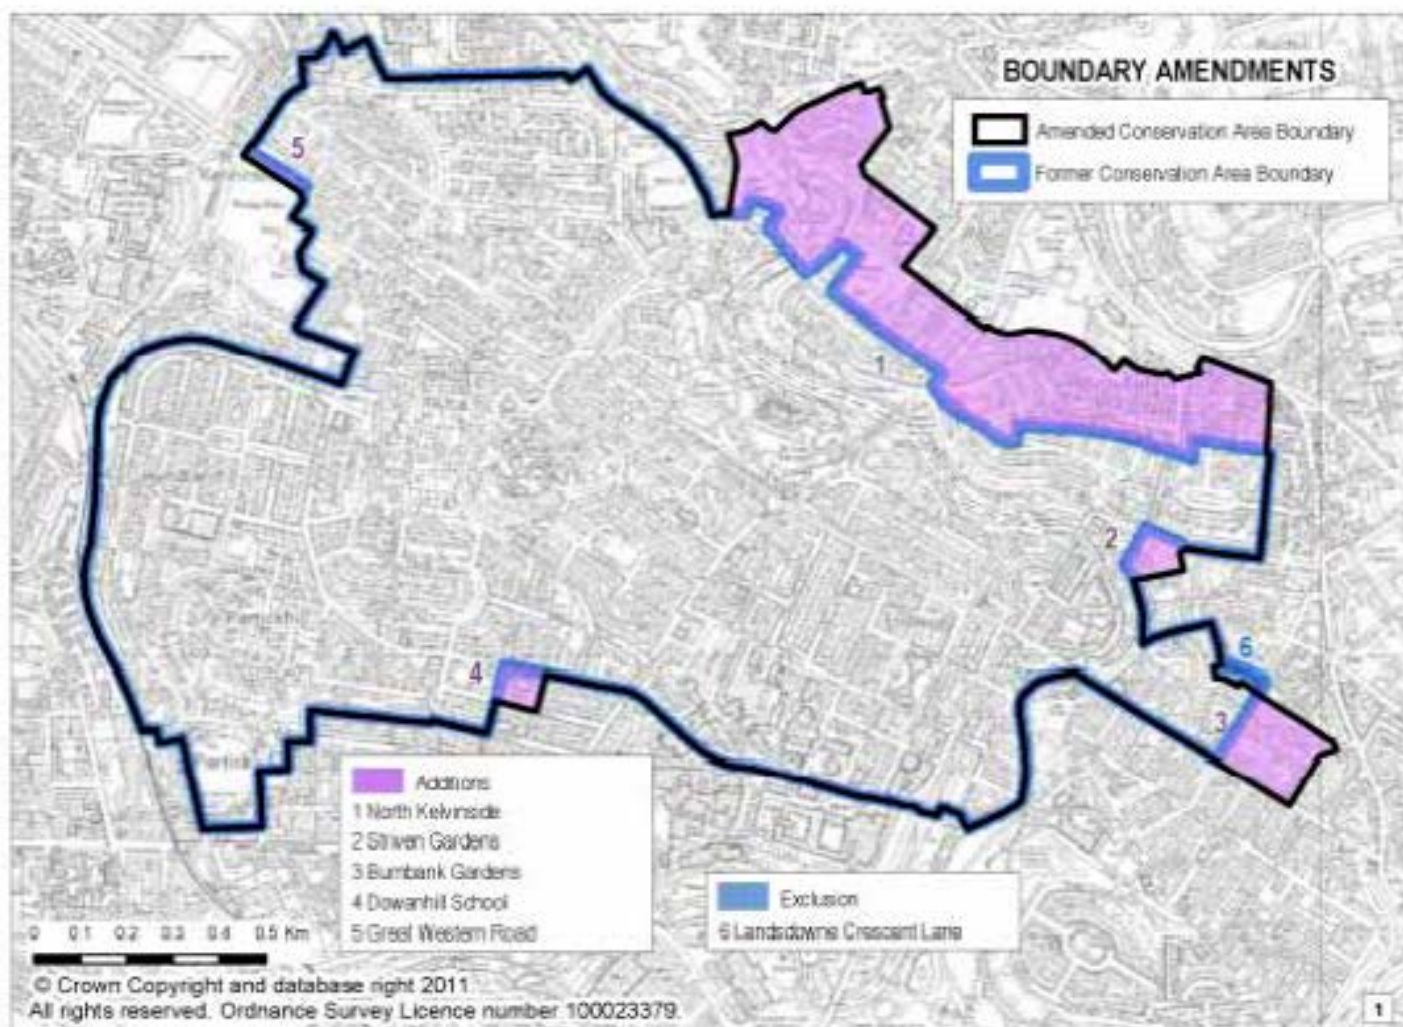 BOUNDARY AMENDMENTS
Amended Conservation Area Boundary
Former Conservation Area Boundary
5
1
2
4
6
3
Additions
1 North Kelvinside
2 Striven Gardens
3 Burnbank Gardens
4 Dowanhill School
5 Great Western Road
Exclusion
6 Landsdowne Crescent Lane
0 0.1 0.2 0.3 0.4 0.5 Km
© Crown Copyright and database right 2011
All rights reserved. Ordnance Survey Licence number 100023379.
1